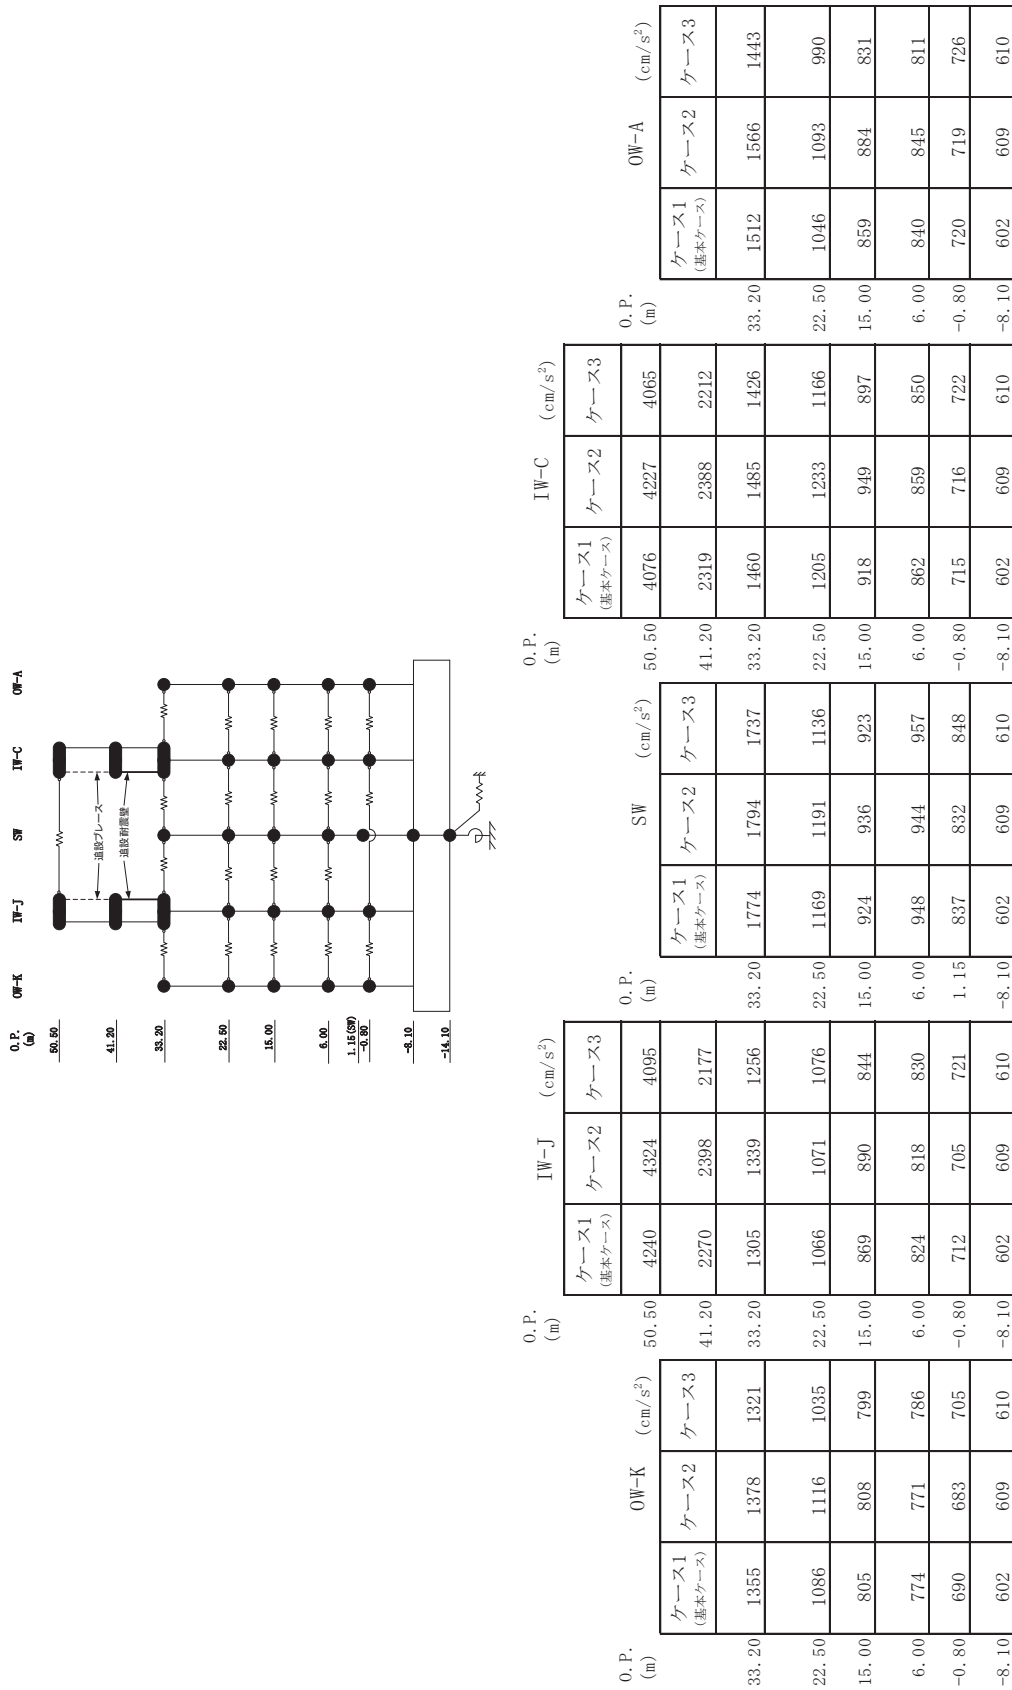 O.P.
(m)
OW-K IW-J SW IW-C OW-A
50.50
追設ブレース
41.20
追設耐震壁
33.20
22.50
15.00
6.00
1.15(SW)
-0.80
-8.10
-14.10
OW-K
O.P.
(m)
(cm/s²)
ケース1 ケース2 ケース3
(基本ケース)
33.20 1355 1378 1321
22.50 1086 1116 1035
15.00 805 808 799
6.00 774 771 786
-0.80 690 683 705
-8.10 602 609 610
IW-J
O.P.
(m)
(cm/s²)
ケース1 ケース2 ケース3
(基本ケース)
50.50 4240 4324 4095
41.20 2270 2398 2177
33.20 1305 1339 1256
22.50 1066 1071 1076
15.00 869 890 844
6.00 824 818 830
-0.80 712 705 721
-8.10 602 609 610
SW
O.P.
(m)
(cm/s²)
ケース1 ケース2 ケース3
(基本ケース)
33.20 1774 1794 1737
22.50 1169 1191 1136
15.00 924 936 923
6.00 948 944 957
1.15 837 832 848
-8.10 602 609 610
IW-C
O.P.
(m)
(cm/s²)
ケース1 ケース2 ケース3
(基本ケース)
50.50 4076 4227 4065
41.20 2319 2388 2212
33.20 1460 1485 1426
22.50 1205 1233 1166
15.00 918 949 897
6.00 862 859 850
-0.80 715 716 722
-8.10 602 609 610
OW-A
O.P.
(m)
(cm/s²)
ケース1 ケース2 ケース3
(基本ケース)
33.20 1512 1566 1443
22.50 1046 1093 990
15.00 859 884 831
6.00 840 845 811
-0.80 720 719 726
-8.10 602 609 610